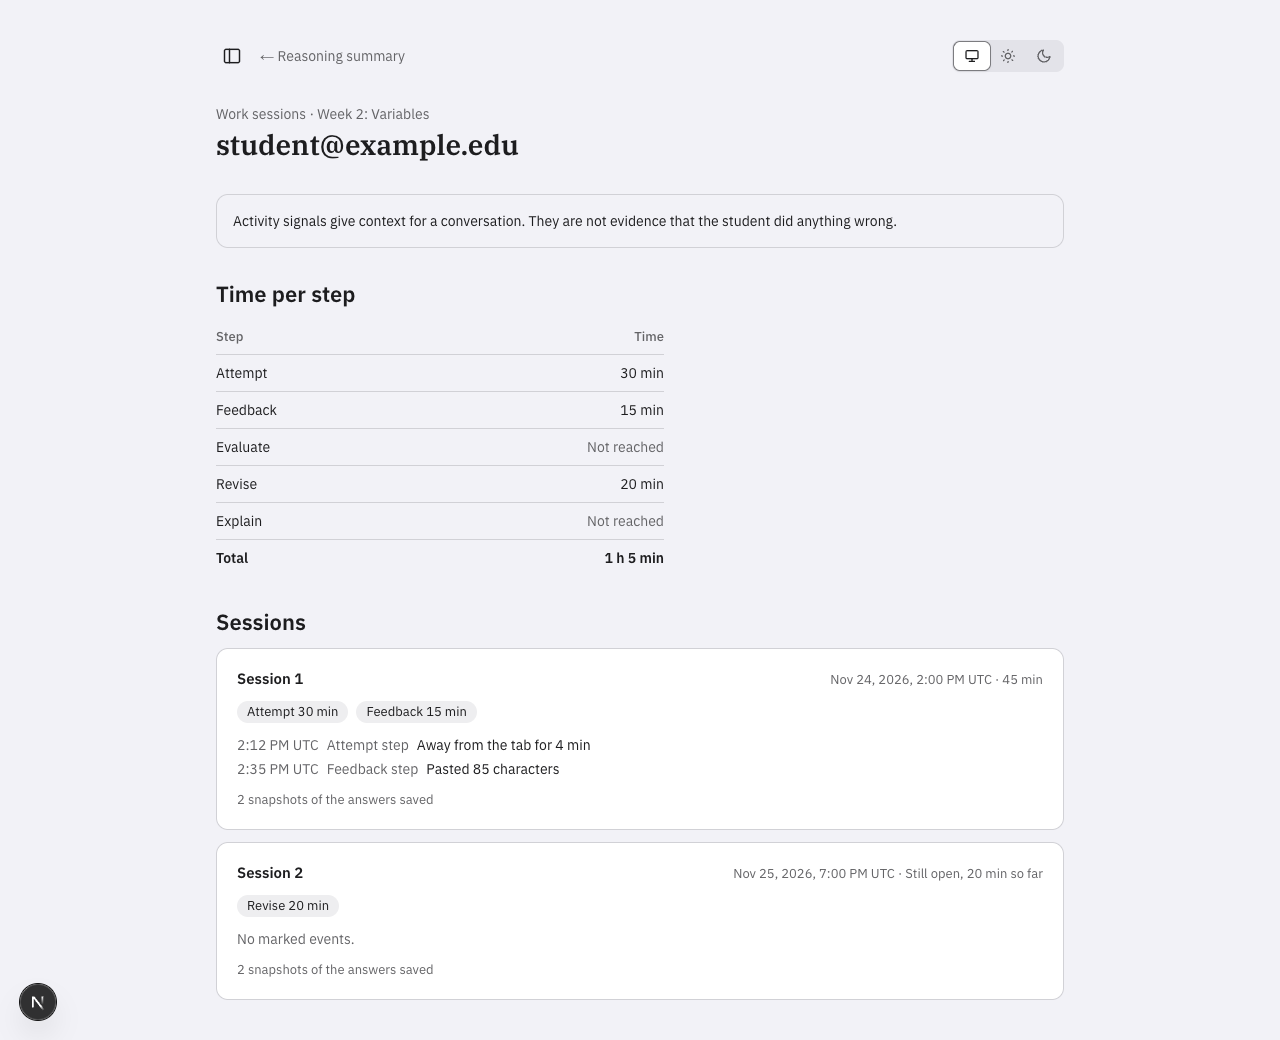 ← Reasoning summary
Work sessions · Week 2: Variables
student@example.edu
Activity signals give context for a conversation. They are not evidence that the student did anything wrong.
Time per step
Step Time
Attempt 30 min
Feedback 15 min
Evaluate Not reached
Revise 20 min
Explain Not reached
Total 1 h 5 min
Sessions
Session 1 Nov 24, 2026, 2:00 PM UTC · 45 min
Attempt 30 min Feedback 15 min
2:12 PM UTC Attempt step Away from the tab for 4 min
2:35 PM UTC Feedback step Pasted 85 characters
2 snapshots of the answers saved
Session 2 Nov 25, 2026, 7:00 PM UTC · Still open, 20 min so far
Revise 20 min
No marked events.
2 snapshots of the answers saved
N